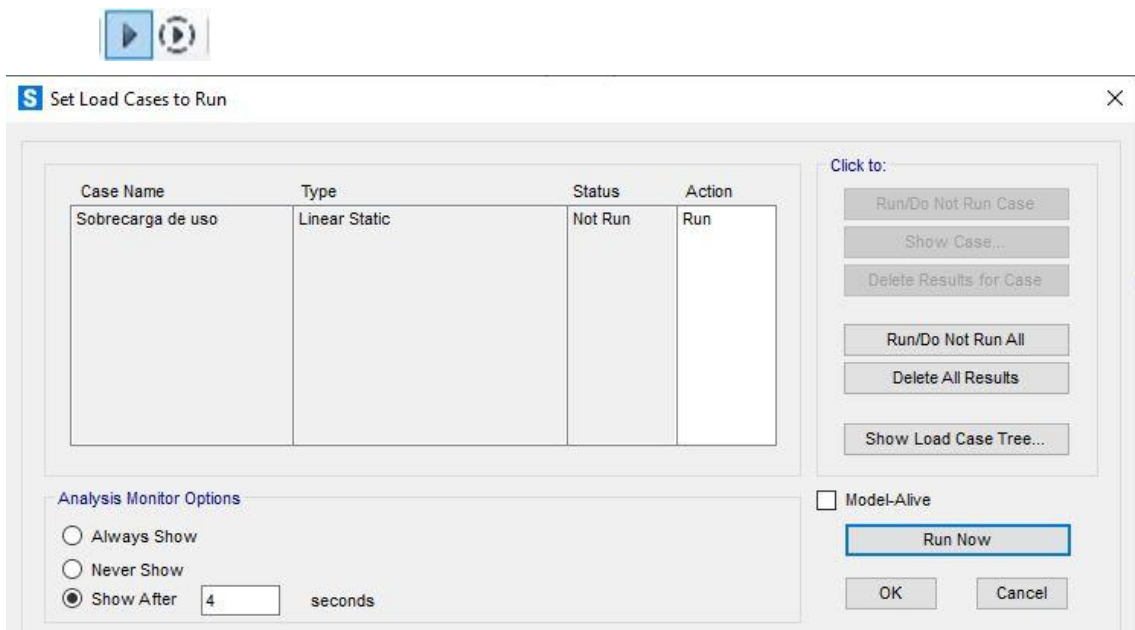 S Set Load Cases to Run
Click to:
Case Name Type Status Action
Sobrecarga de uso Linear Static Not Run Run
Run/Do Not Run Case
Show Case...
Delete Results for Case
Run/Do Not Run All
Delete All Results
Show Load Case Tree...
Analysis Monitor Options
Always Show
Never Show
Show After 4 seconds
Model-Alive
Run Now
OK Cancel